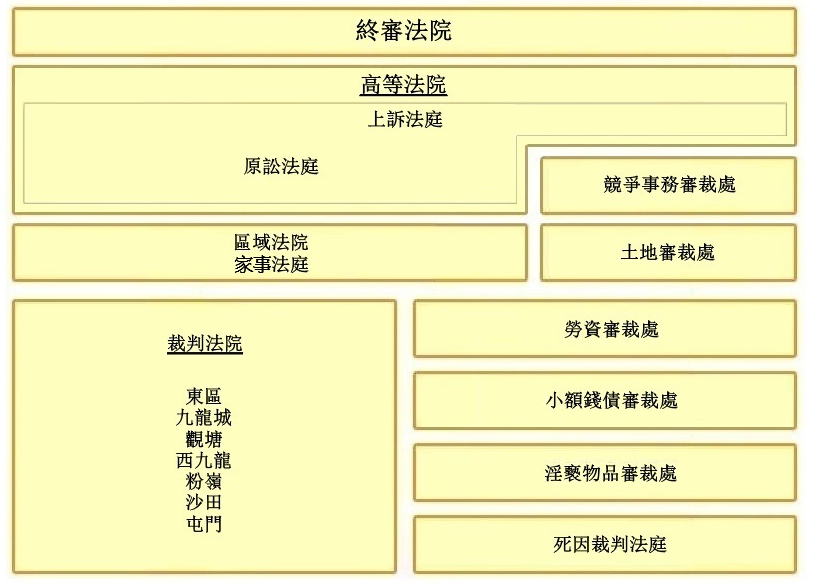 終審法院
高等法院
上訴法庭
原訟法庭
競爭事務審裁處
區域法院
家事法庭
土地審裁處
裁判法院
東區
九龍城
觀塘
西九龍
粉嶺
沙田
屯門
勞資審裁處
小額錢債審裁處
淫褻物品審裁處
死因裁判法庭